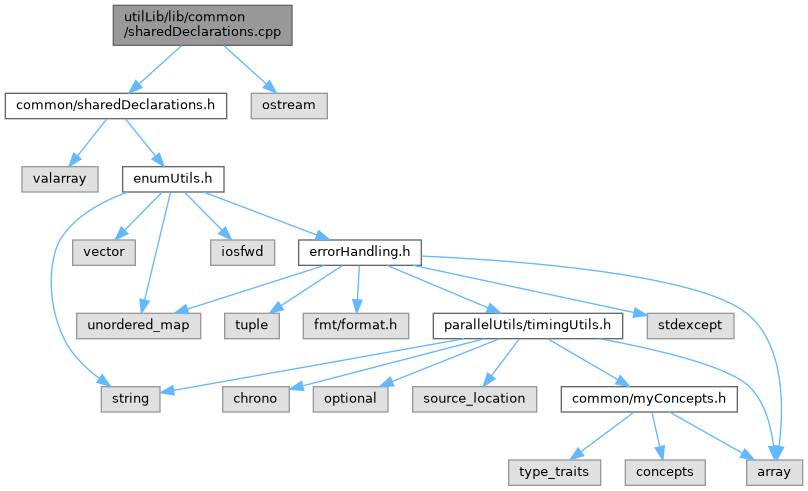 utilLib/lib/common
/sharedDeclarations.cpp
common/sharedDeclarations.h
ostream
valarray
enumUtils.h
vector
iosfwd
errorHandling.h
unordered_map
tuple
fmt/format.h
parallelUtils/timingUtils.h
stdexcept
string
chrono
optional
source_location
common/myConcepts.h
type_traits
concepts
array